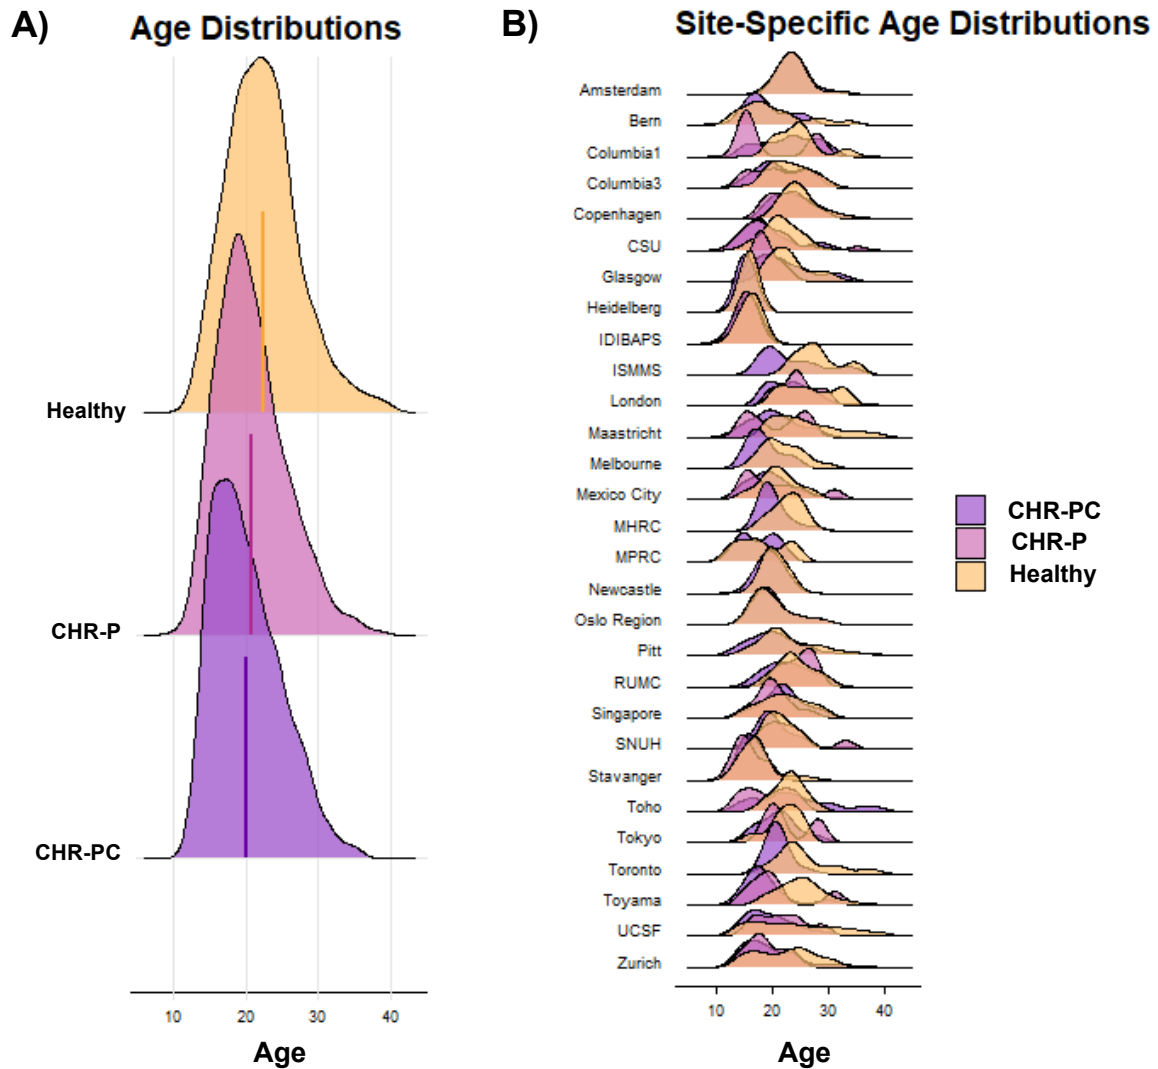 A)
Age Distributions
Healthy
CHR-P
CHR-PC
10 20 30 40
Age
B)
Site-Specific Age Distributions
Amsterdam
Bern
Columbia1
Columbia3
Copenhagen
CSU
Glasgow
Heidelberg
IDIBAPS
ISMMS
London
Maastricht
Melbourne
Mexico City
MHRC
MPRC
Newcastle
Oslo Region
Pitt
RUMC
Singapore
SNUH
Stavanger
Toho
Tokyo
Toronto
Toyama
UCSF
Zurich
10 20 30 40
Age
CHR-PC
CHR-P
Healthy